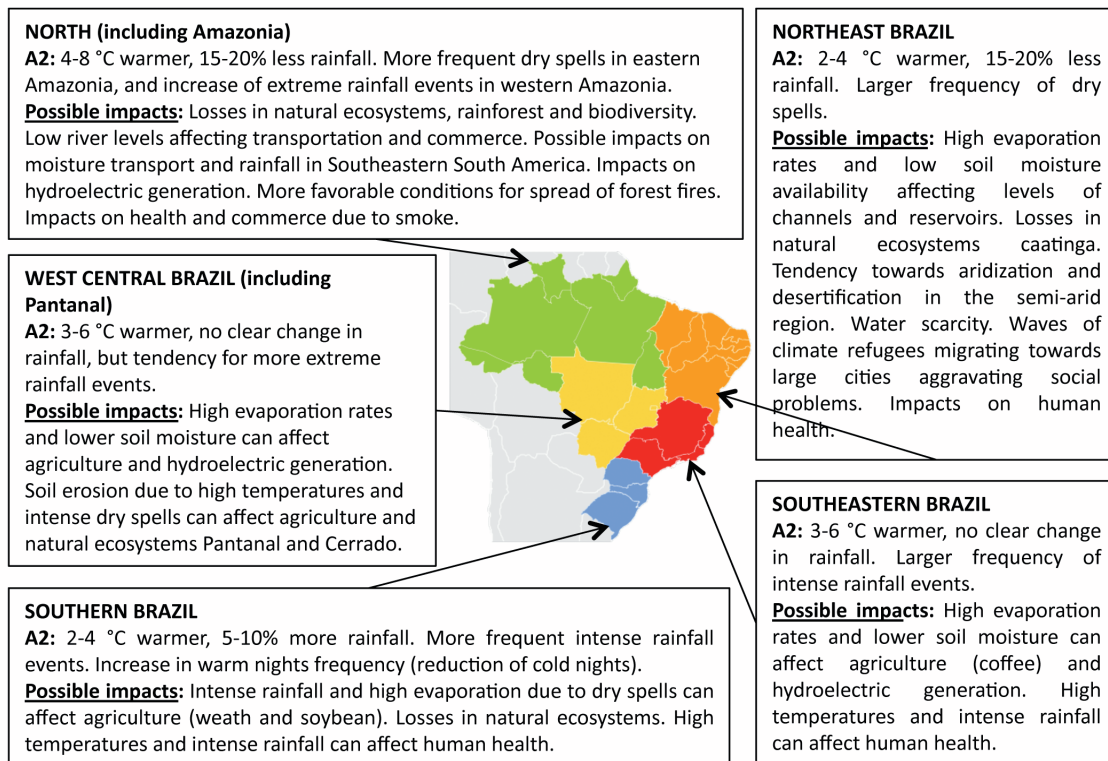 NORTH (including Amazonia)
A2: 4-8 °C warmer, 15-20% less rainfall. More frequent dry spells in eastern
Amazonia, and increase of extreme rainfall events in western Amazonia.
Possible impacts: Losses in natural ecosystems, rainforest and biodiversity.
Low river levels affecting transportation and commerce. Possible impacts on
moisture transport and rainfall in Southeastern South America. Impacts on
hydroelectric generation. More favorable conditions for spread of forest fires.
Impacts on health and commerce due to smoke.
NORTHEAST BRAZIL
A2: 2-4 °C warmer, 15-20% less
rainfall. Larger frequency of dry
spells.
Possible impacts: High evaporation
rates and low soil moisture
availability affecting levels of
channels and reservoirs. Losses in
natural ecosystems caatinga.
Tendency towards aridization and
desertification in the semi-arid
region. Water scarcity. Waves of
climate refugees migrating towards
large cities aggravating social
problems. Impacts on human
health.
WEST CENTRAL BRAZIL (including
Pantanal)
A2: 3-6 °C warmer, no clear change in
rainfall, but tendency for more extreme
rainfall events.
Possible impacts: High evaporation rates
and lower soil moisture can affect
agriculture and hydroelectric generation.
Soil erosion due to high temperatures and
intense dry spells can affect agriculture and
natural ecosystems Pantanal and Cerrado.
SOUTHEASTERN BRAZIL
A2: 3-6 °C warmer, no clear change
in rainfall. Larger frequency of
intense rainfall events.
Possible impacts: High evaporation
rates and lower soil moisture can
affect agriculture (coffee) and
hydroelectric generation. High
temperatures and intense rainfall
can affect human health.
SOUTHERN BRAZIL
A2: 2-4 °C warmer, 5-10% more rainfall. More frequent intense rainfall
events. Increase in warm nights frequency (reduction of cold nights).
Possible impacts: Intense rainfall and high evaporation due to dry spells can
affect agriculture (weath and soybean). Losses in natural ecosystems. High
temperatures and intense rainfall can affect human health.